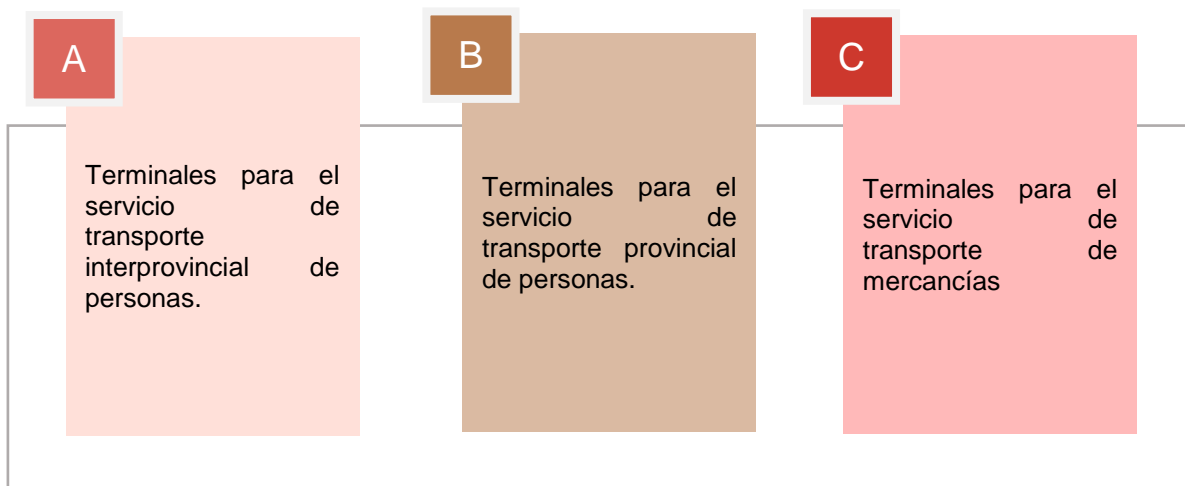 A
Terminales para el
servicio de
transporte
interprovincial de
personas.
B
Terminales para el
servicio de
transporte provincial
de personas.
C
Terminales para el
servicio de
transporte de
mercancías